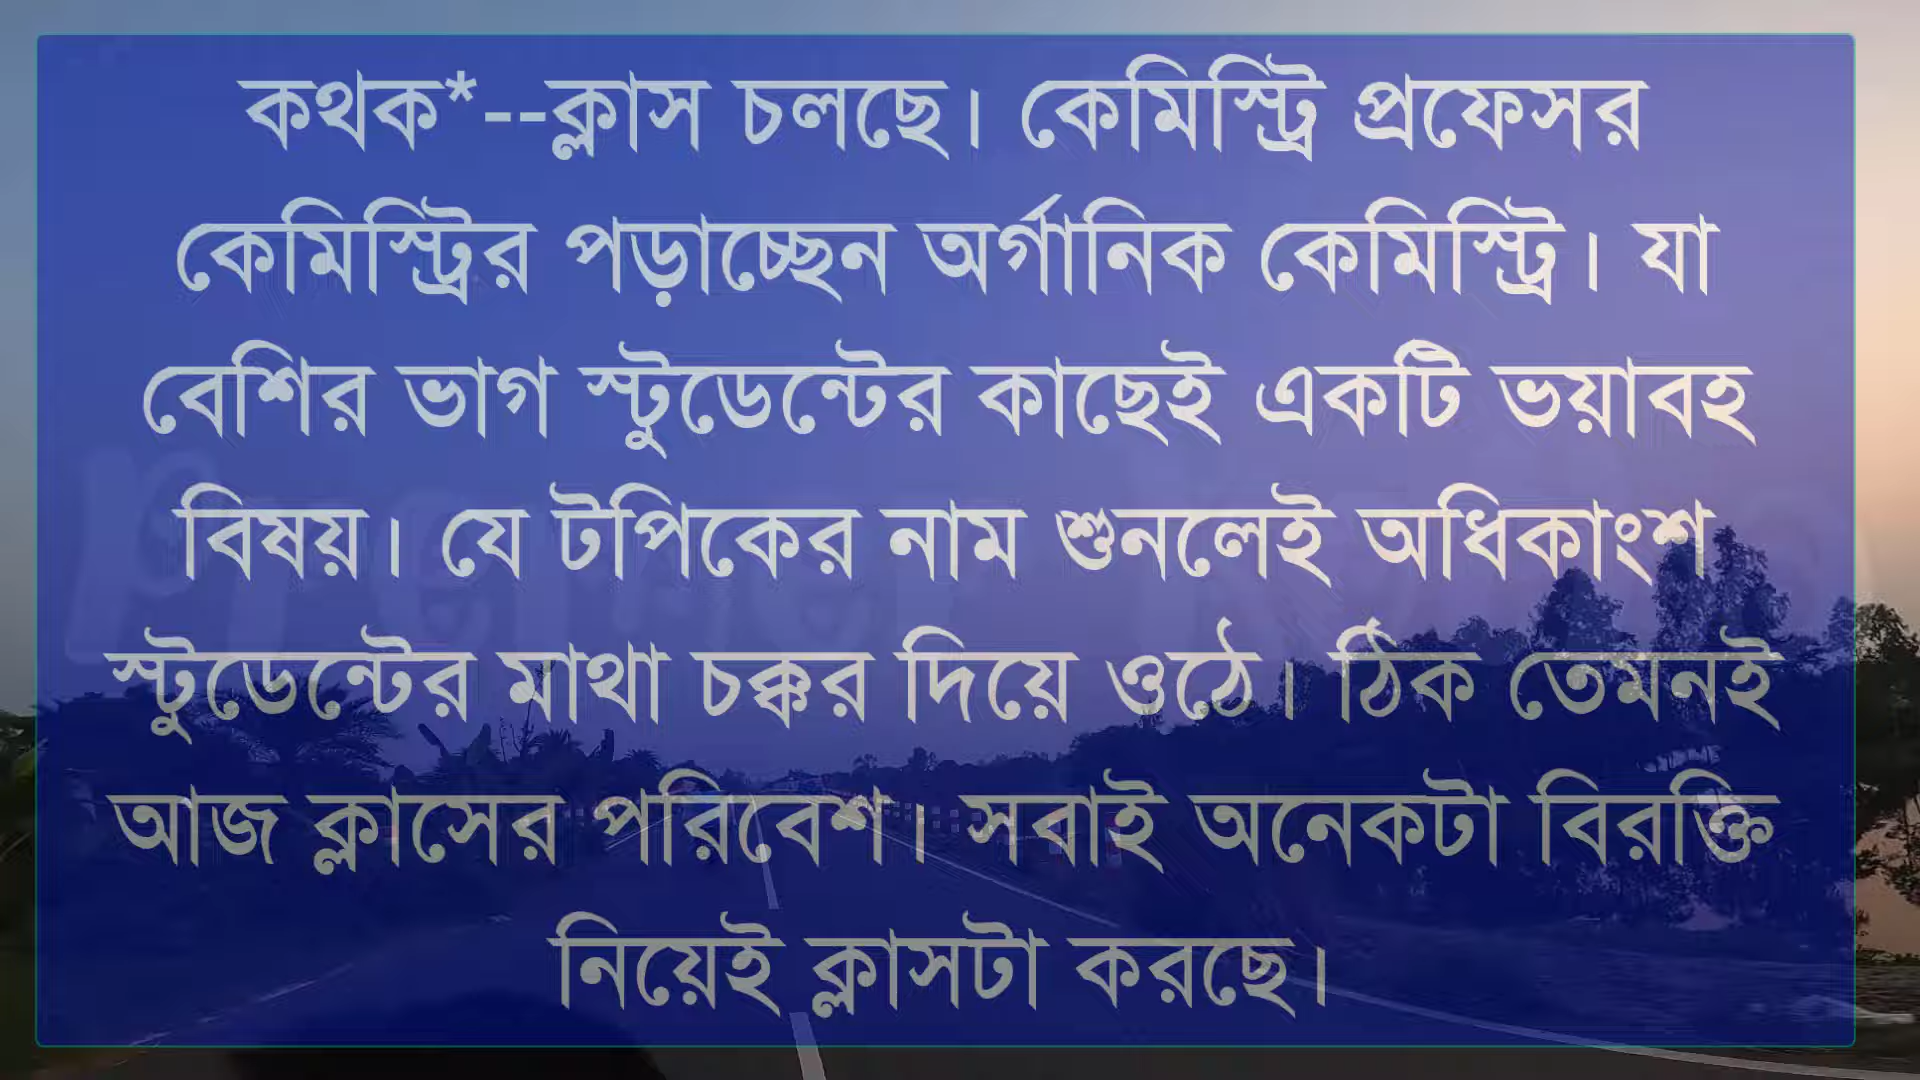 কথক*--ক্লাস চলছে। কেমিস্ট্রি প্রফেসর
কেমিস্ট্রির পড়াচ্ছেন অর্গানিক কেমিস্ট্রি। যা
বেশির ভাগ স্টুডেন্টের কাছেই একটি ভয়াবহ
বিষয়। যে টপিকের নাম শুনলেই অধিকাংশ
স্টুডেন্টের মাথা চক্কর দিয়ে ওঠে। ঠিক তেমনই
আজ ক্লাসের পরিবেশ। সবাই অনেকটা বিরক্তি
নিয়েই ক্লাসটা করছে।